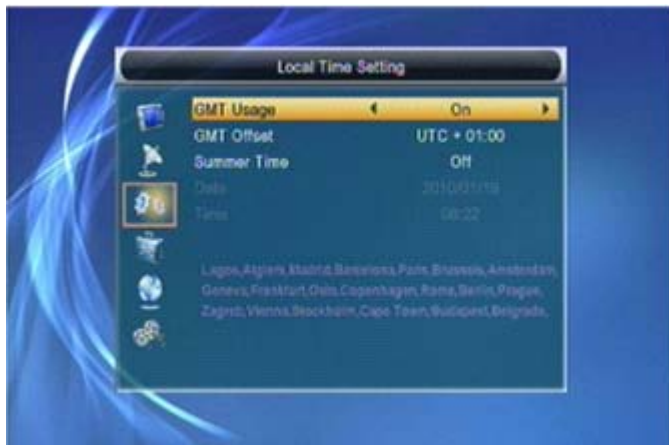 Local Time Setting
GMT Usage On
GMT Offset UTC + 01:00
Summer Time Off
Date 2010/01/19
Time 08:22
Lagos,Algiers,Madrid,Barcelona,Paris,Brussels,Amsterdam,
Geneva,Frankfurt,Oslo,Copenhagen,Rome,Berlin,Prague,
Zagreb,Vienna,Stockholm,Cape Town,Budapest,Belgrade,